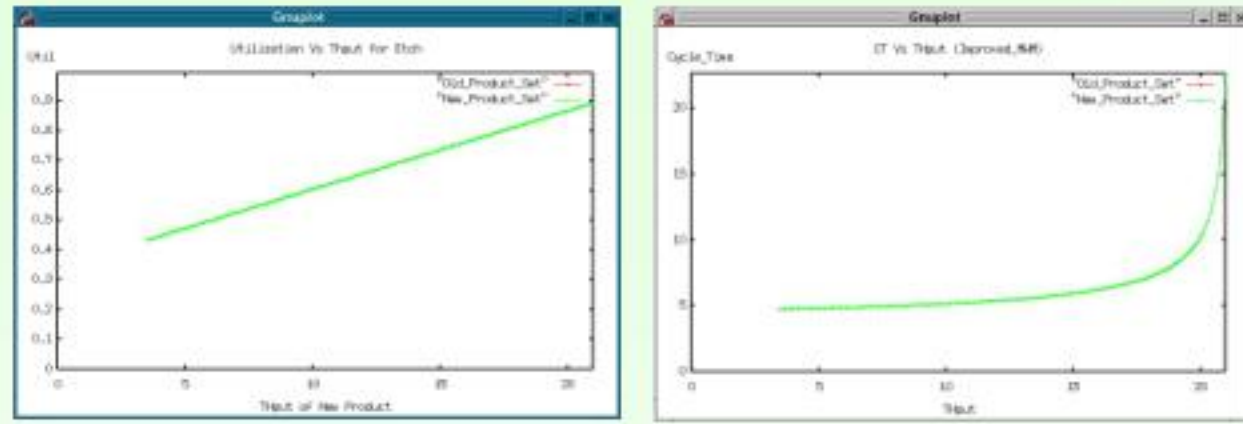 Gnuplot
Utilization Vs Thput for Etch
Util
"Old_Product_Set"
"New_Product_Set"
0.9
0.8
0.7
0.6
0.5
0.4
0.3
0.2
0.1
0
0 5 10 15 20
THput of New Product
Gnuplot
CT Vs THput (Improved_MWM)
Cycle_Time
"Old_Product_Set"
"New_Product_Set"
20
15
10
5
0
0 5 10 15 20
THput